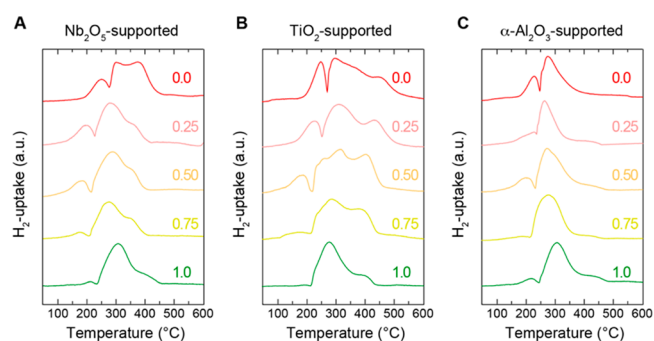 A
Nb₂O₅-supported
0.0
0.25
0.50
0.75
1.0
H₂-uptake (a.u.)
100 200 300 400 500 600
Temperature (°C)
B
TiO₂-supported
0.0
0.25
0.50
0.75
1.0
H₂-uptake (a.u.)
100 200 300 400 500 600
Temperature (°C)
C
α-Al₂O₃-supported
0.0
0.25
0.50
0.75
1.0
H₂-uptake (a.u.)
100 200 300 400 500 600
Temperature (°C)